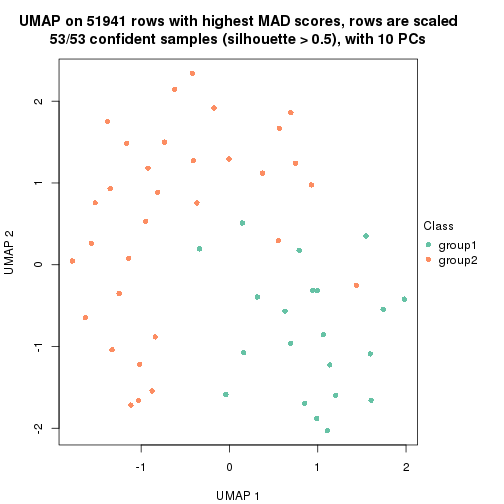 UMAP on 51941 rows with highest MAD scores, rows are scaled
53/53 confident samples (silhouette > 0.5), with 10 PCs
2
1
0
-1
-2
UMAP 2
-1
0
1
2
UMAP 1
Class
group1
group2